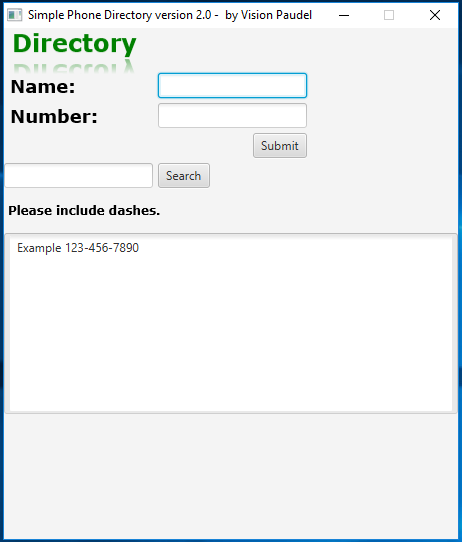 Simple Phone Directory version 2.0 - by Vision Paudel
Directory
Name:
Number:
Submit
Search
Please include dashes.
Example 123-456-7890